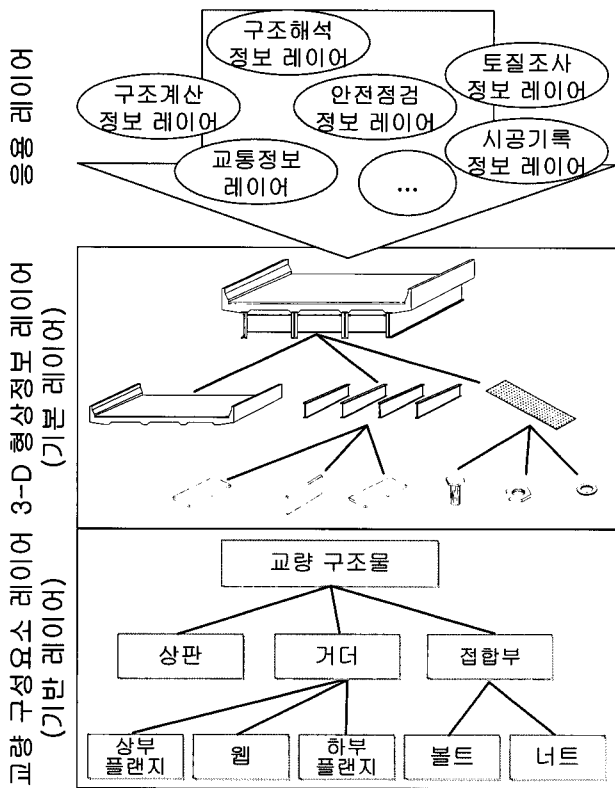 응용 레이어
구조해석
정보 레이어
구조계산
정보 레이어
안전점검
정보 레이어
토질조사
정보 레이어
교통정보
레이어
...
시공기록
정보 레이어
3-D 형상정보 레이어
(기본 레이어)
교량 구성요소 레이어
(기반 레이어)
교량 구조물
상판
거더
접합부
상부
플랜지
웹
하부
플랜지
볼트
너트